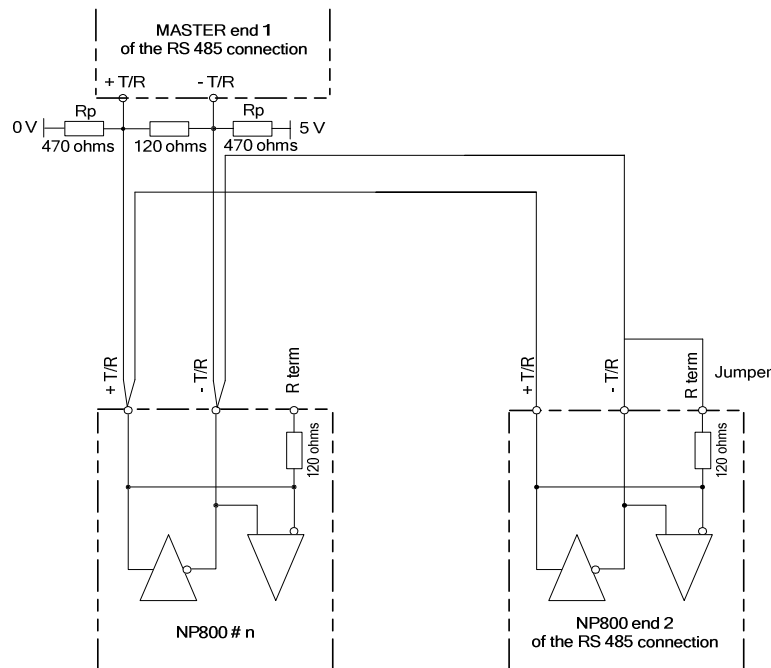 MASTER end 1
of the RS 485 connection
+ T/R
- T/R
Rp
Rp
0 V
5 V
470 ohms
120 ohms
470 ohms
+ T/R
- T/R
R term
+ T/R
- T/R
R term
Jumper
120 ohms
120 ohms
NP800 # n
NP800 end 2
of the RS 485 connection